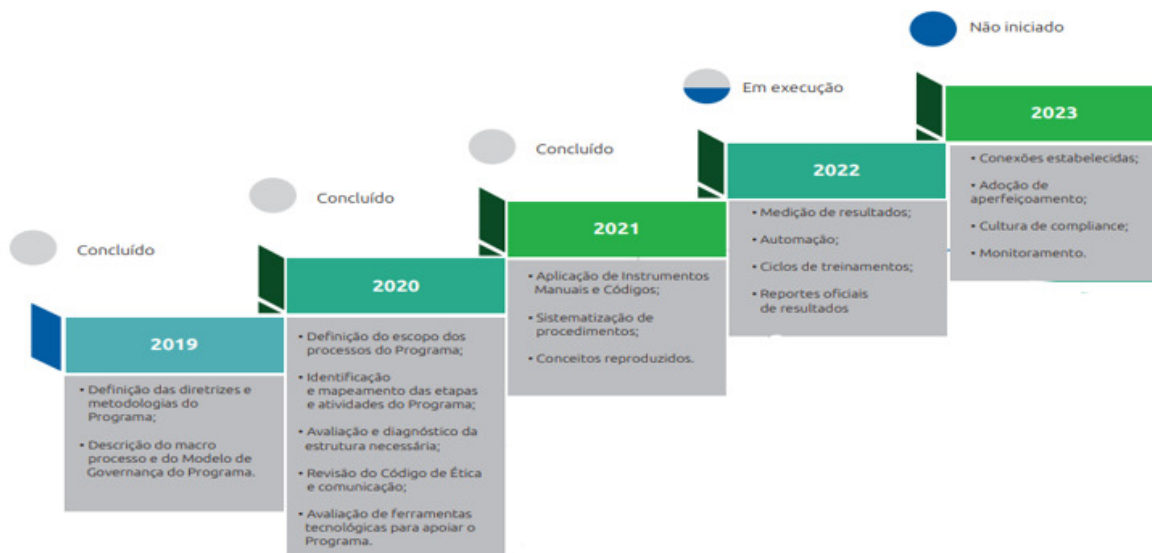 Não iniciado
Em execução
2023
Concluído
• Conexões estabelecidas;
• Adoção de
aperfeiçoamento;
• Cultura de compliance;
• Monitoramento.
2022
Concluído
• Medição de resultados;
• Automação;
• Ciclos de treinamentos;
• Reportes oficiais
de resultados
2021
Concluído
• Aplicação de Instrumentos
Manuais e Códigos;
• Sistematização de
procedimentos;
• Conceitos reproduzidos.
2020
• Definição do escopo dos
processos do Programa;
• Identificação
e mapeamento das etapas
e atividades do Programa;
• Avaliação e diagnóstico da
estrutura necessária;
• Revisão do Código de Ética
e comunicação;
• Avaliação de ferramentas
tecnológicas para apoiar o
Programa.
2019
• Definição das diretrizes e
metodologias do
Programa;
• Descrição do macro
processo e do Modelo de
Governança do Programa.